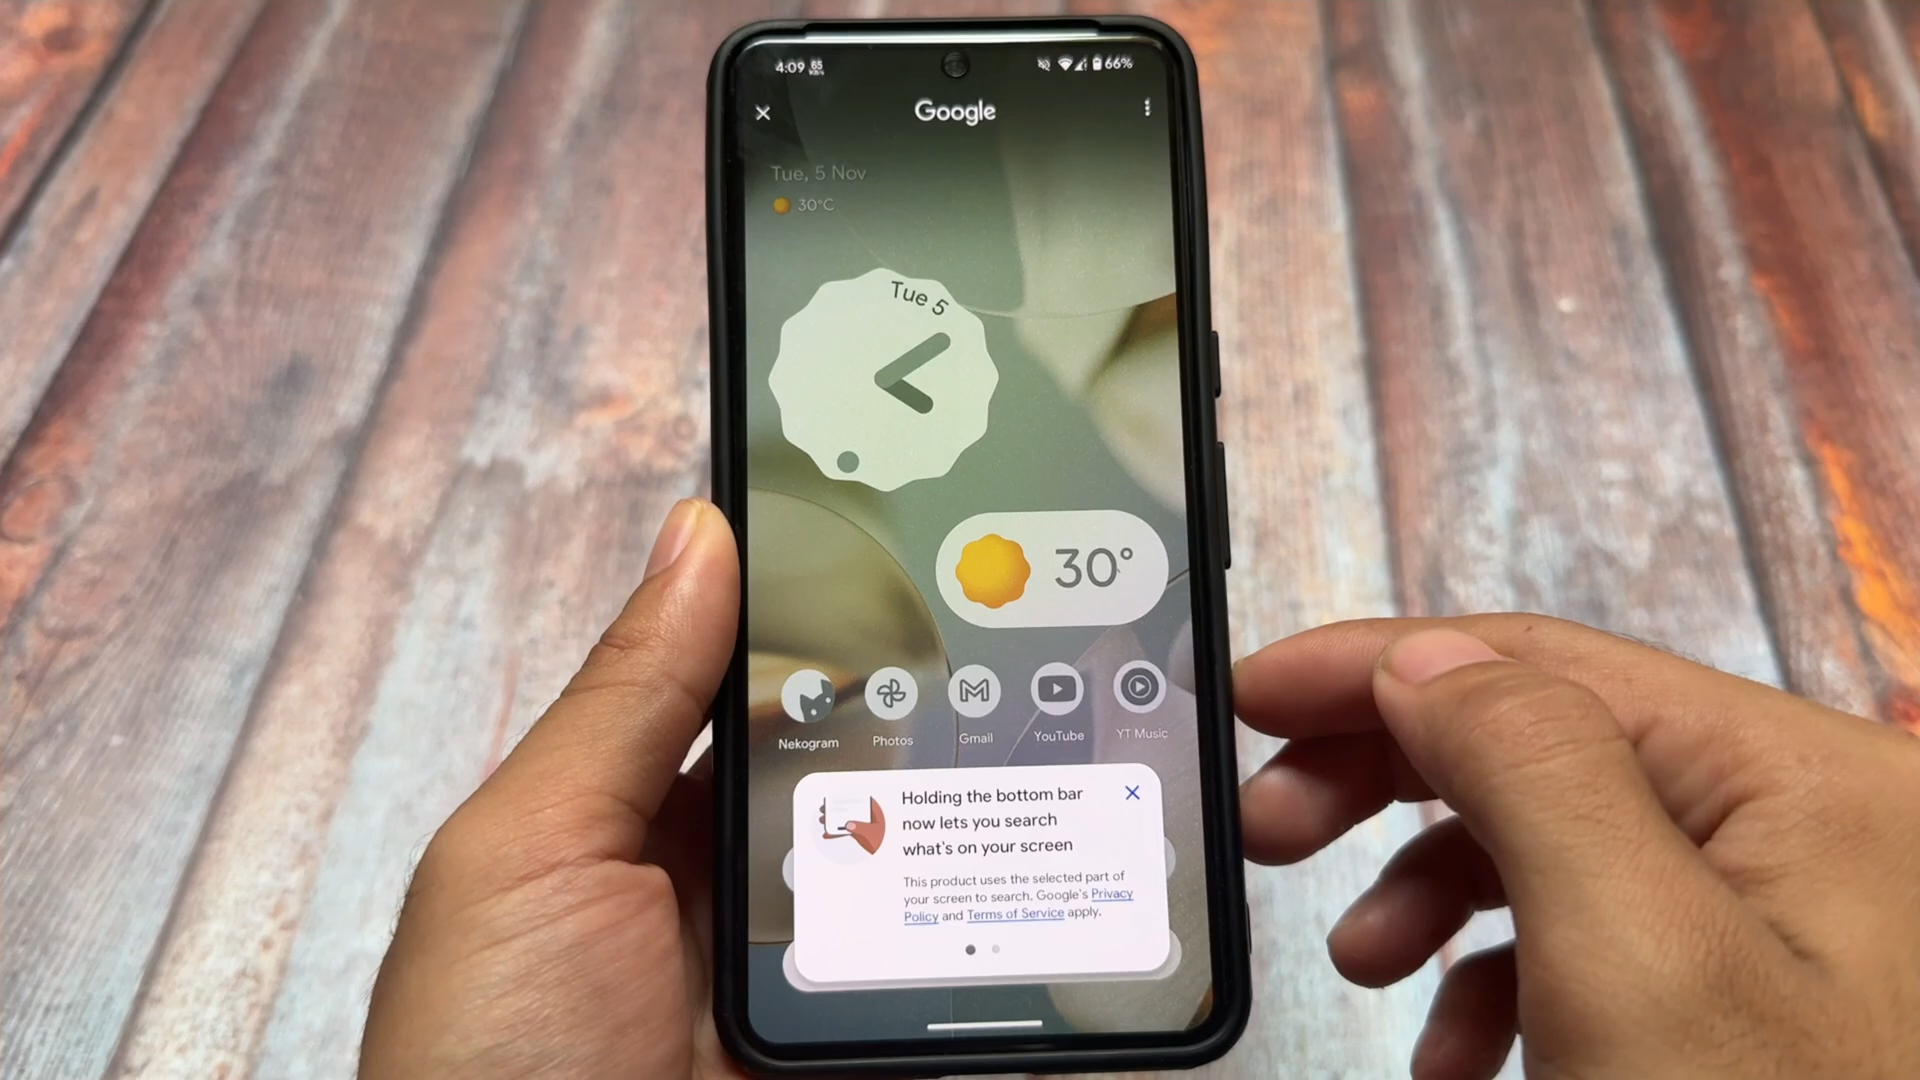 4:09 65 KB/s 66%
Google
Tue, 5 Nov
30°C
Tue 5
30°
Nekogram Photos Gmail YouTube YT Music
Holding the bottom bar
now lets you search
what's on your screen
This product uses the selected part of
your screen to search. Google's Privacy
Policy and Terms of Service apply.